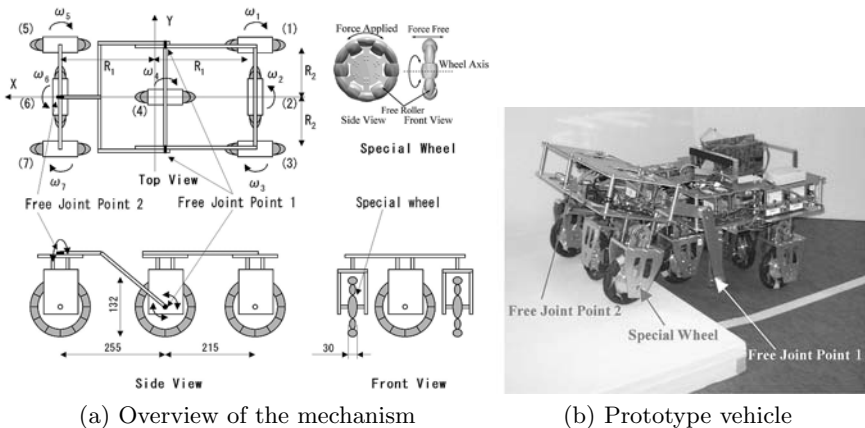 Y
ω5
ω1
(5)
(1)
R1
ω4
R1
R2
X
ω6
ω2
(6)
(4)
(2)
R2
(7)
(3)
ω7
Top View
ω3
Free Joint Point 2
Free Joint Point 1
Force Applied
Force Free
Wheel Axis
Free Roller
Side View
Front View
Special Wheel
Special wheel
132
255
215
30
Side View
Front View
Free Joint Point 2
Special Wheel
Free Joint Point 1
(a) Overview of the mechanism
(b) Prototype vehicle